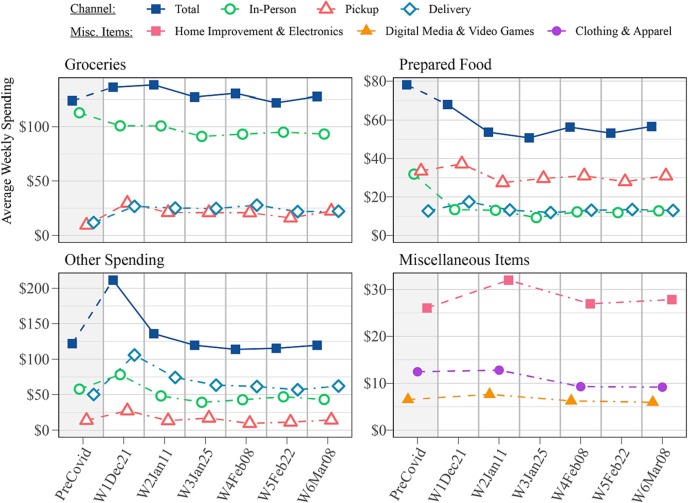 Channel: Total In-Person Pickup Delivery
Misc. Items: Home Improvement & Electronics Digital Media & Video Games Clothing & Apparel
Groceries Prepared Food
Average Weekly Spending
$100
$50
$0
$80
$60
$40
$20
$0
Other Spending Miscellaneous Items
$200
$150
$100
$50
$0
$30
$20
$10
$0
PreCovid W1Dec21 W2Jan11 W3Jan25 W4Feb08 W5Feb22 W6Mar08
PreCovid W1Dec21 W2Jan11 W3Jan25 W4Feb08 W5Feb22 W6Mar08